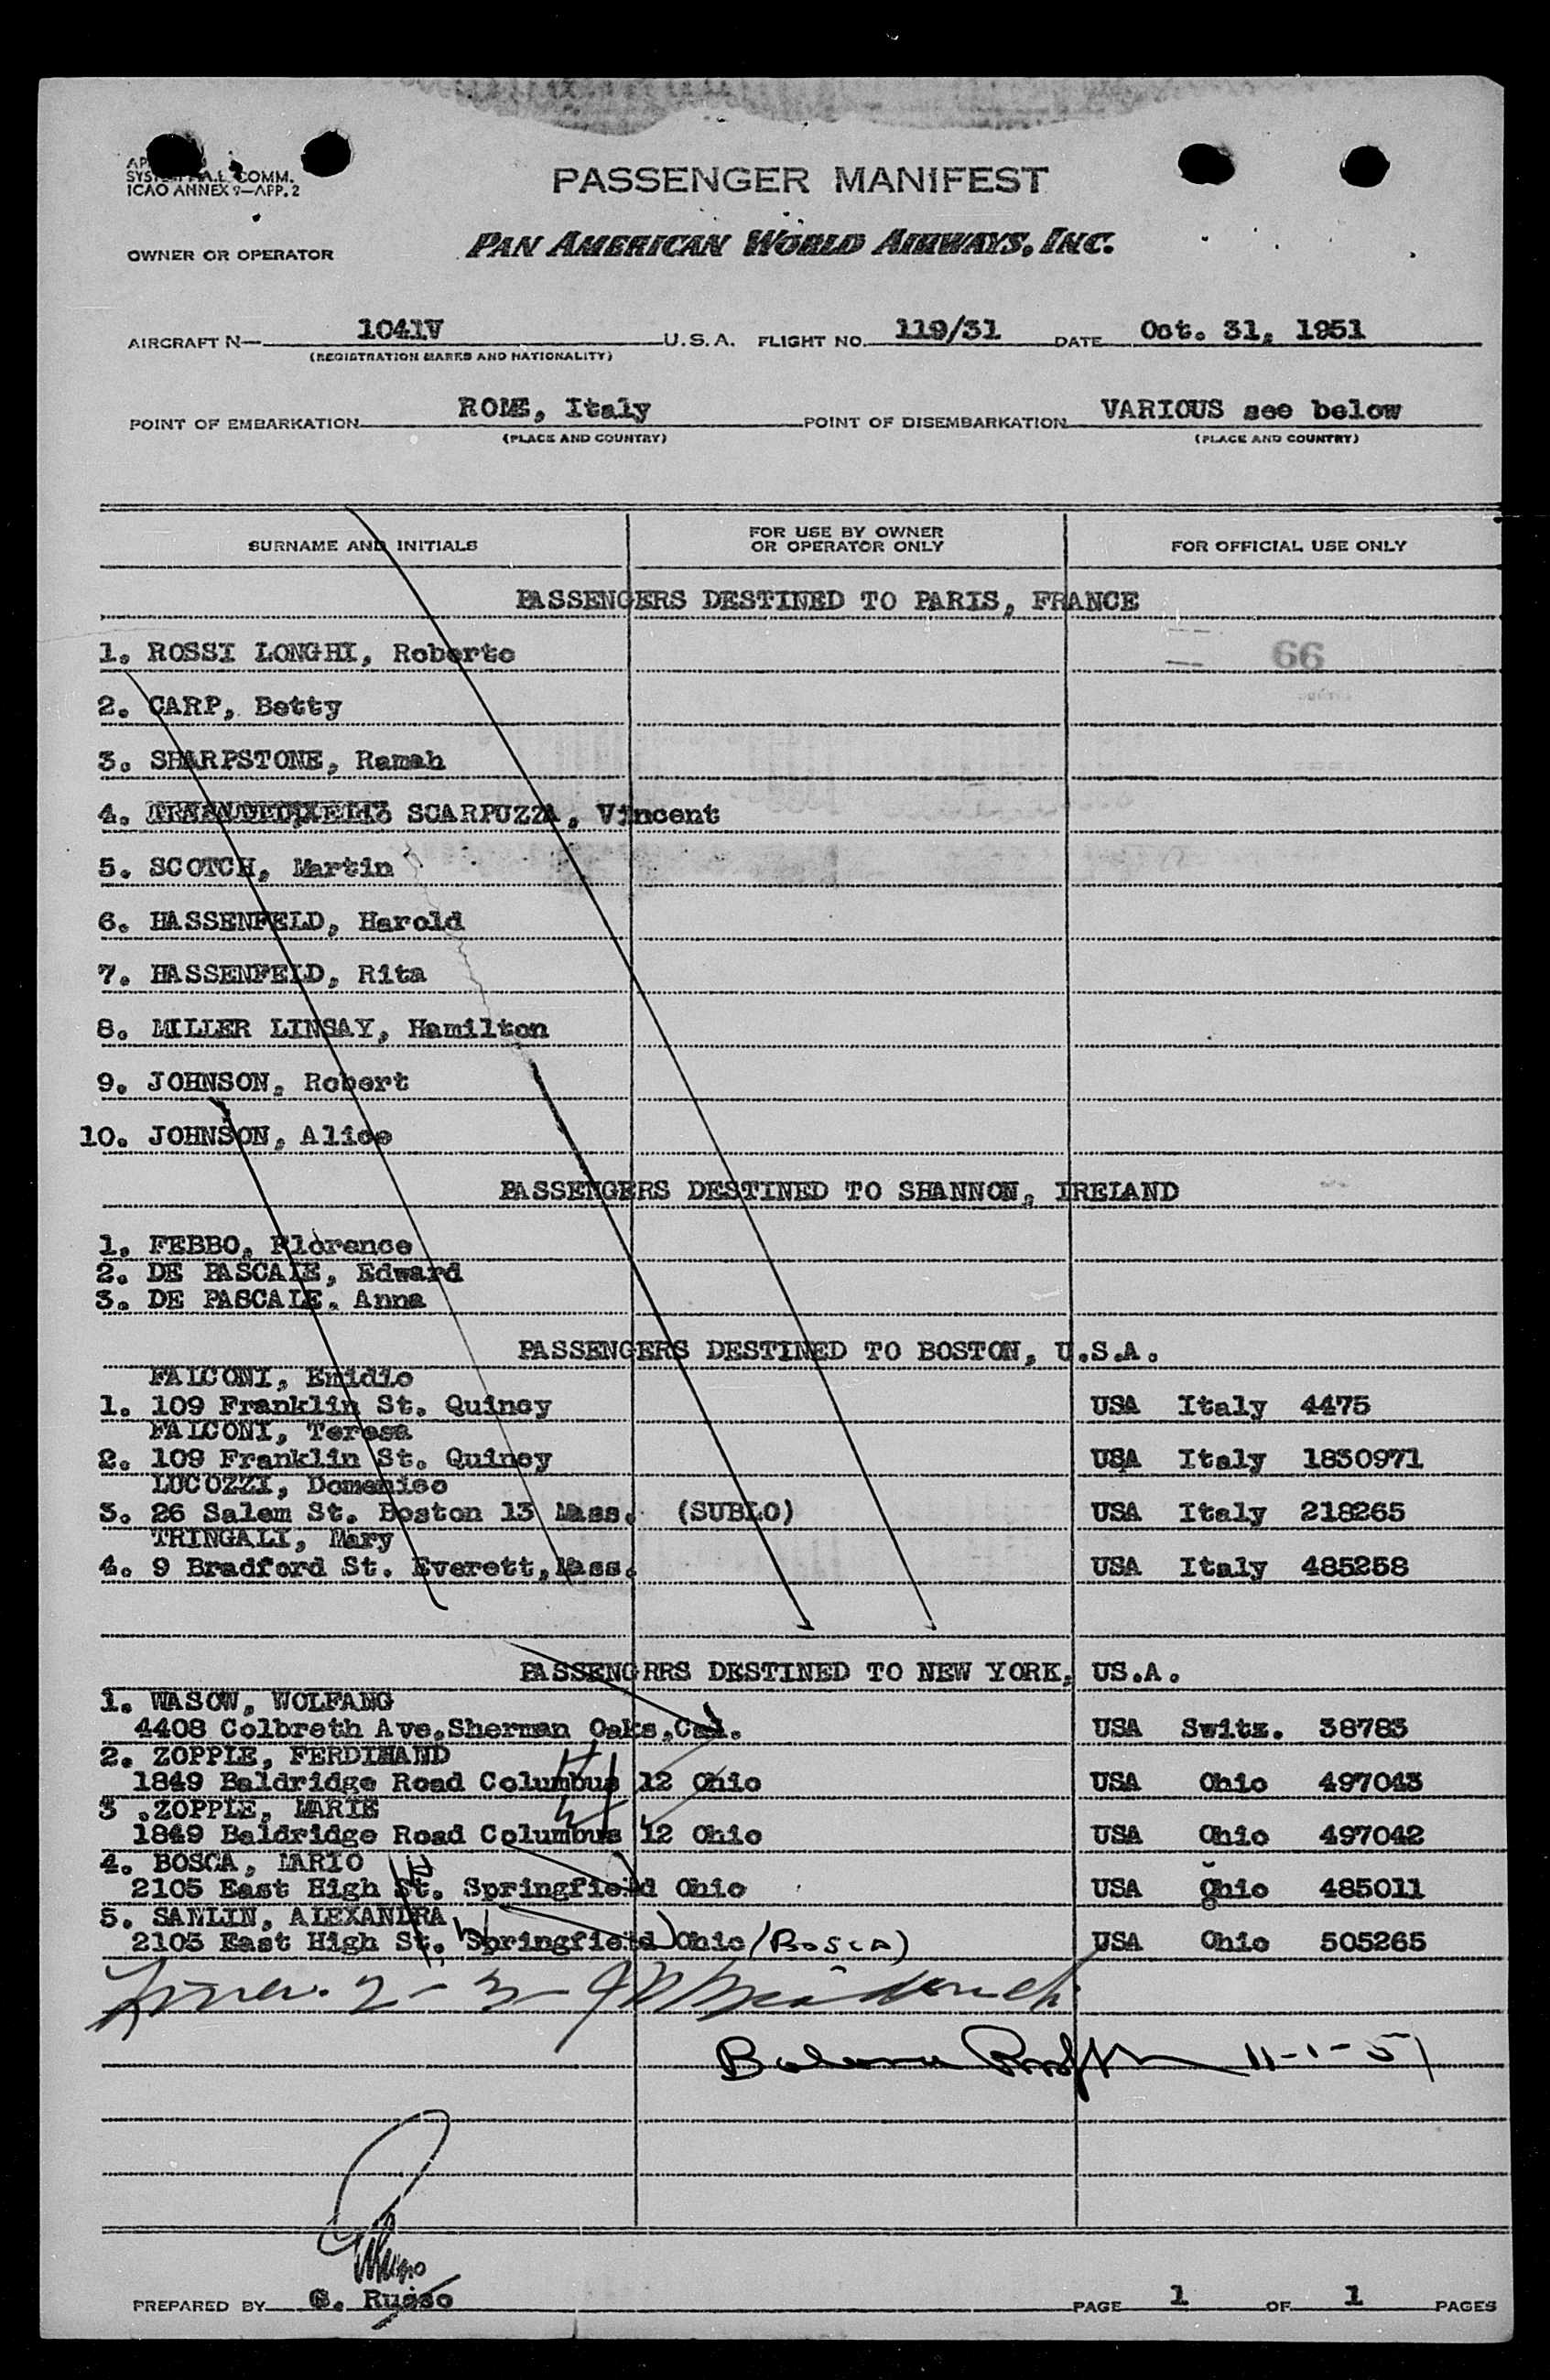 SYST A.L. COMM.
ICAO ANNEX 9—APP. 2
PASSENGER MANIFEST
OWNER OR OPERATOR PAN AMERICAN WORLD AIRWAYS, INC.
AIRCRAFT N— 1041V U.S.A. FLIGHT NO. 119/31 DATE Oct. 31, 1951
(REGISTRATION MARKS AND NATIONALITY)
POINT OF EMBARKATION ROME, Italy POINT OF DISEMBARKATION VARIOUS see below
(PLACE AND COUNTRY) (PLACE AND COUNTRY)
SURNAME AND INITIALS FOR USE BY OWNER OR OPERATOR ONLY FOR OFFICIAL USE ONLY
PASSENGERS DESTINED TO PARIS, FRANCE
1. ROSSI LONGHI, Roberto 66
2. CARP, Betty
3. SHARPSTONE, Ramah
4. SCARPUZZA, Vincent
5. SCOTCH, Martin
6. HASSENFELD, Harold
7. HASSENFELD, Rita
8. MILLER LINSAY, Hamilton
9. JOHNSON, Robert
10. JOHNSON, Alice
PASSENGERS DESTINED TO SHANNON, IRELAND
1. FEBBO, Florence
2. DE PASCALE, Edward
3. DE PASCALE, Anna
PASSENGERS DESTINED TO BOSTON, U.S.A.
FALCONI, Emidio
1. 109 Franklin St. Quincy USA Italy 4475
FALCONI, Teresa
2. 109 Franklin St. Quincy USA Italy 1830971
LUCOZZI, Domenico
3. 26 Salem St. Boston 13 Mass. (SUBLO) USA Italy 218265
TRINGALI, Mary
4. 9 Bradford St. Everett, Mass. USA Italy 485258
PASSENGRRS DESTINED TO NEW YORK, US.A.
1. WASOW, WOLFANG
4408 Colbreth Ave.Sherman Oaks,Cal. USA Switz. 38783
2. ZOPPLE, FERDINAND
1849 Baldridge Road Columbus 12 Ohio USA Ohio 497043
3 .ZOPPLE, MARIE
1849 Baldridge Road Columbus 12 Ohio USA Ohio 497042
4. BOSCA, MARIO
2105 East High St. Springfield Ohio USA Ohio 485011
5. SAMLIN, ALEXANDRA
2105 East High St. Springfield Ohio (Bosca) USA Ohio 505265
2 - 3 -
11-1-51
PREPARED BY G. Russo PAGE 1 OF 1 PAGES